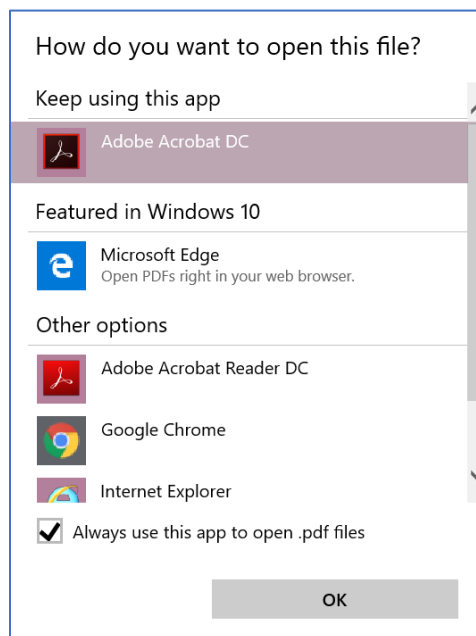 How do you want to open this file?
Keep using this app
Adobe Acrobat DC
Featured in Windows 10
Microsoft Edge
Open PDFs right in your web browser.
Other options
Adobe Acrobat Reader DC
Google Chrome
Internet Explorer
Always use this app to open .pdf files
OK